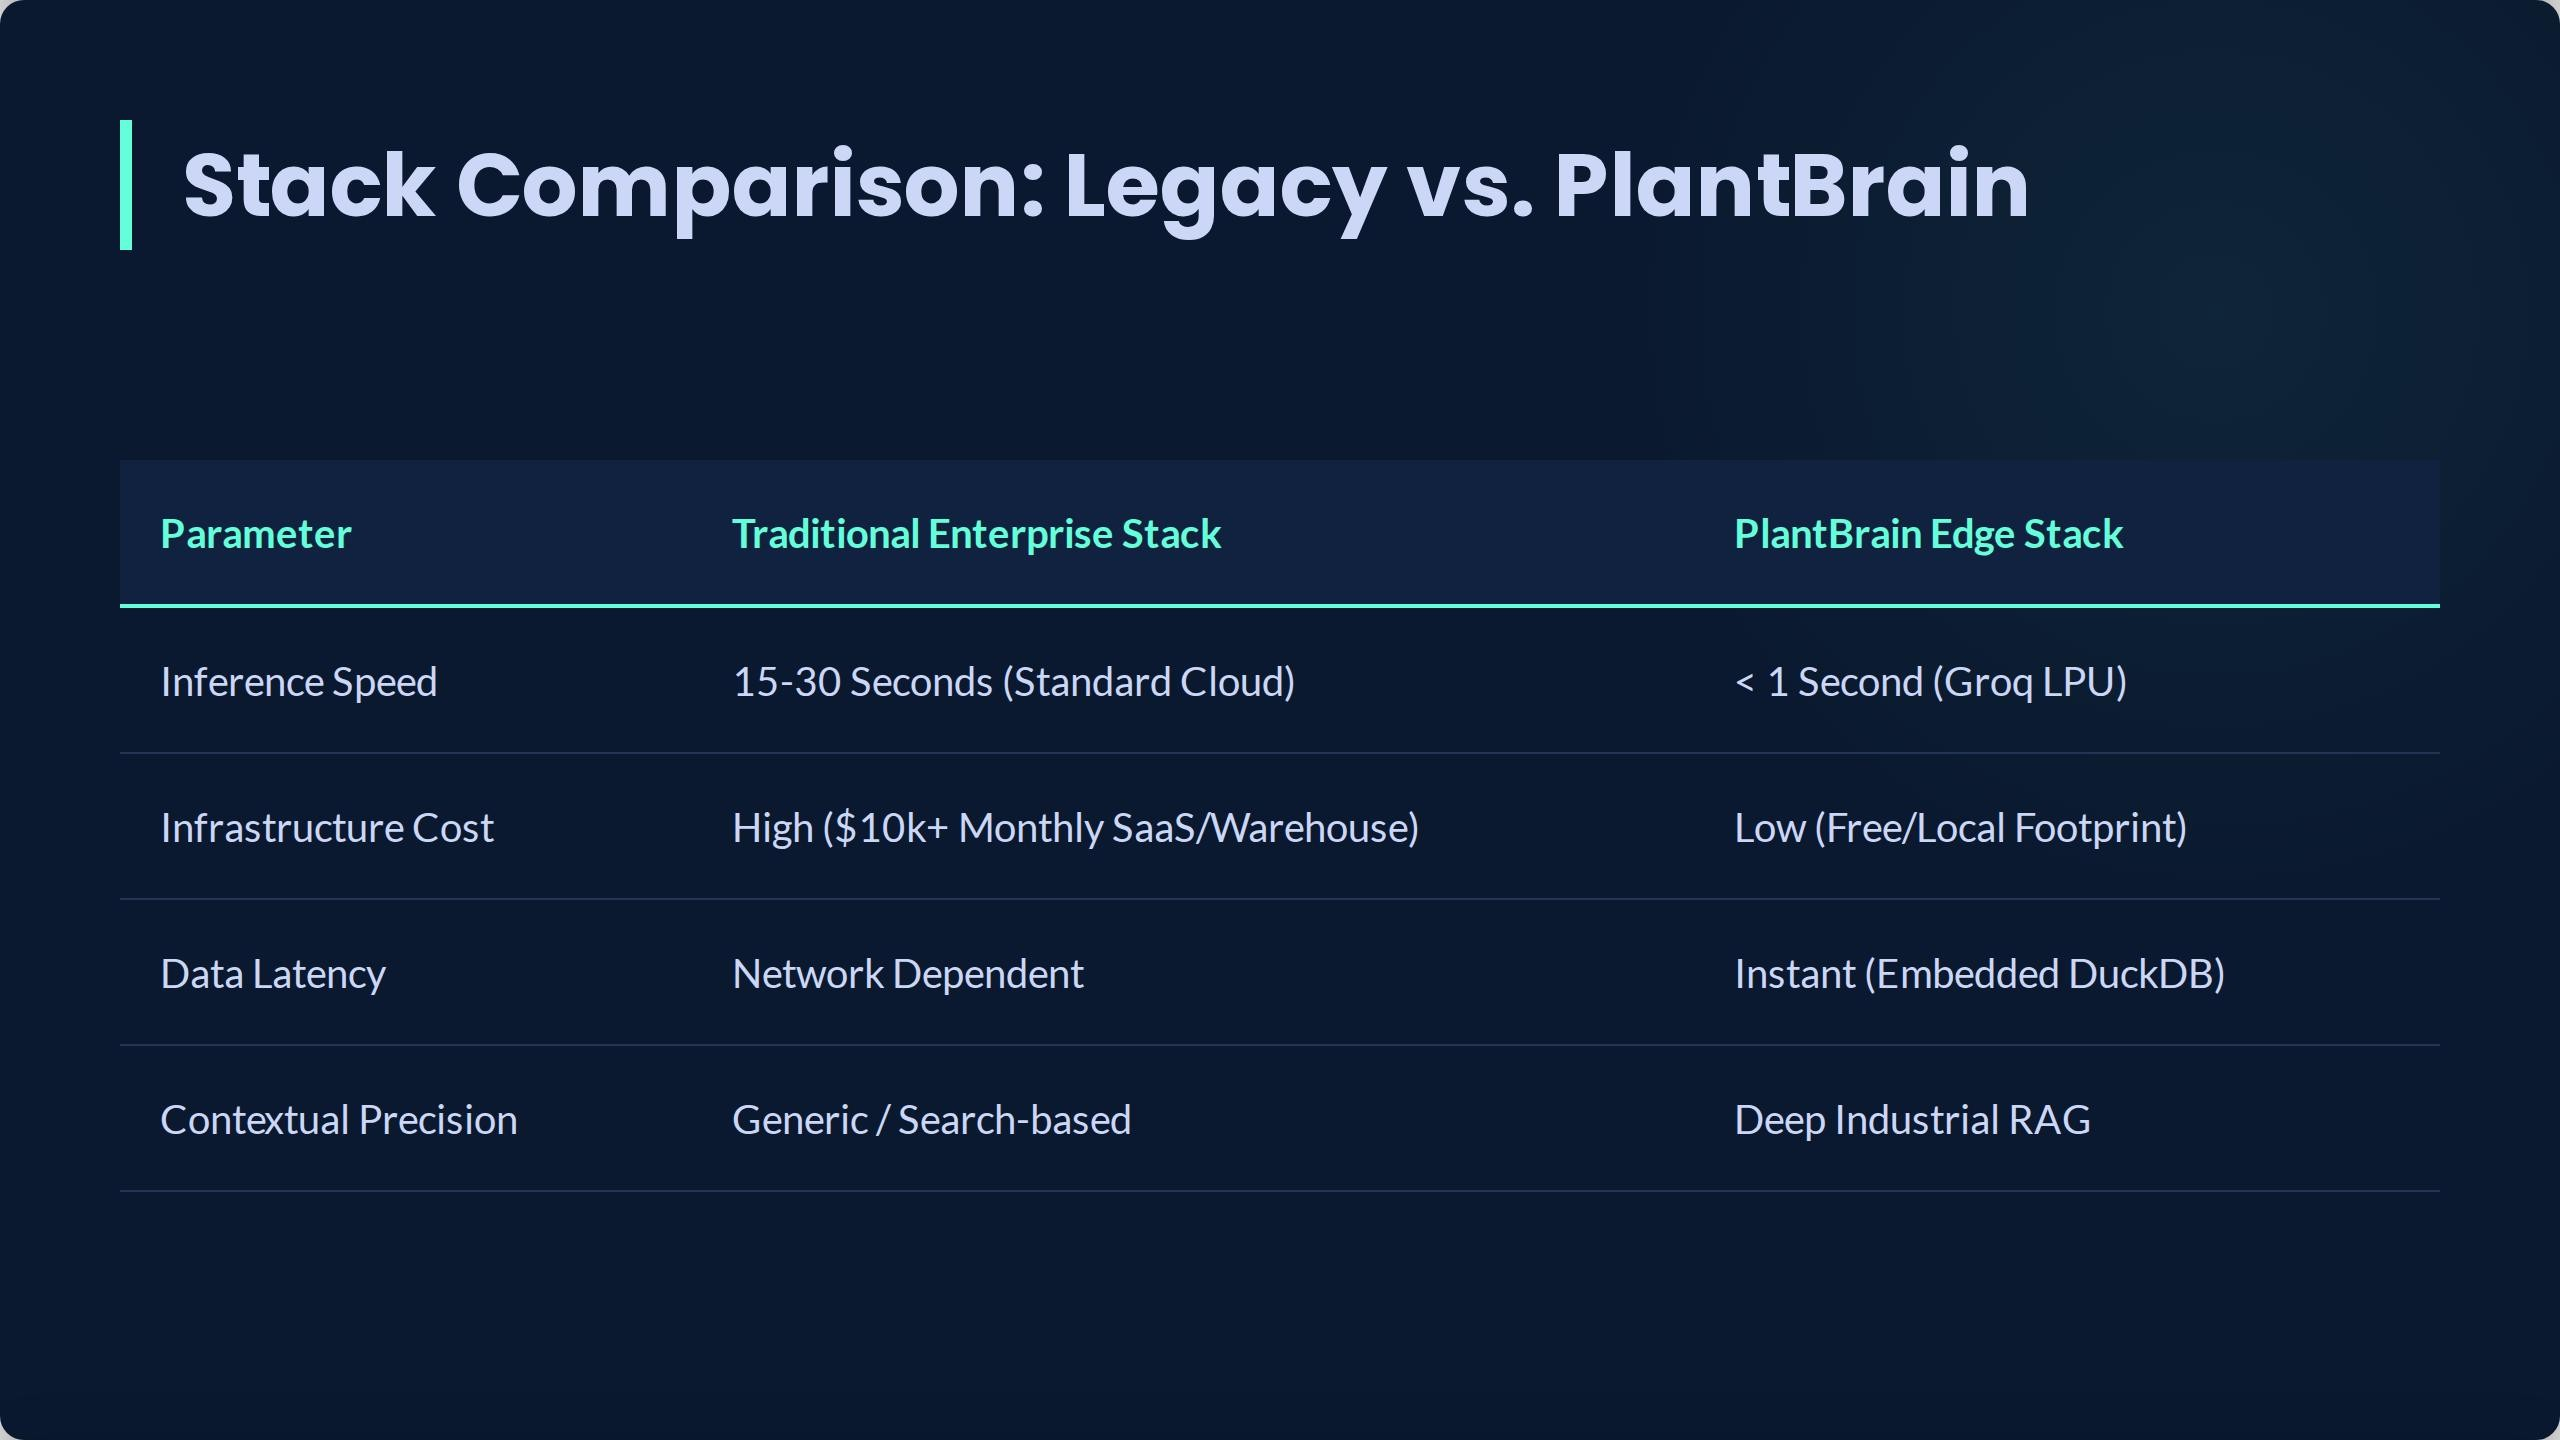 Stack Comparison: Legacy vs. PlantBrain
Parameter Traditional Enterprise Stack PlantBrain Edge Stack
Inference Speed 15-30 Seconds (Standard Cloud) < 1 Second (Groq LPU)
Infrastructure Cost High ($10k+ Monthly SaaS/Warehouse) Low (Free/Local Footprint)
Data Latency Network Dependent Instant (Embedded DuckDB)
Contextual Precision Generic / Search-based Deep Industrial RAG